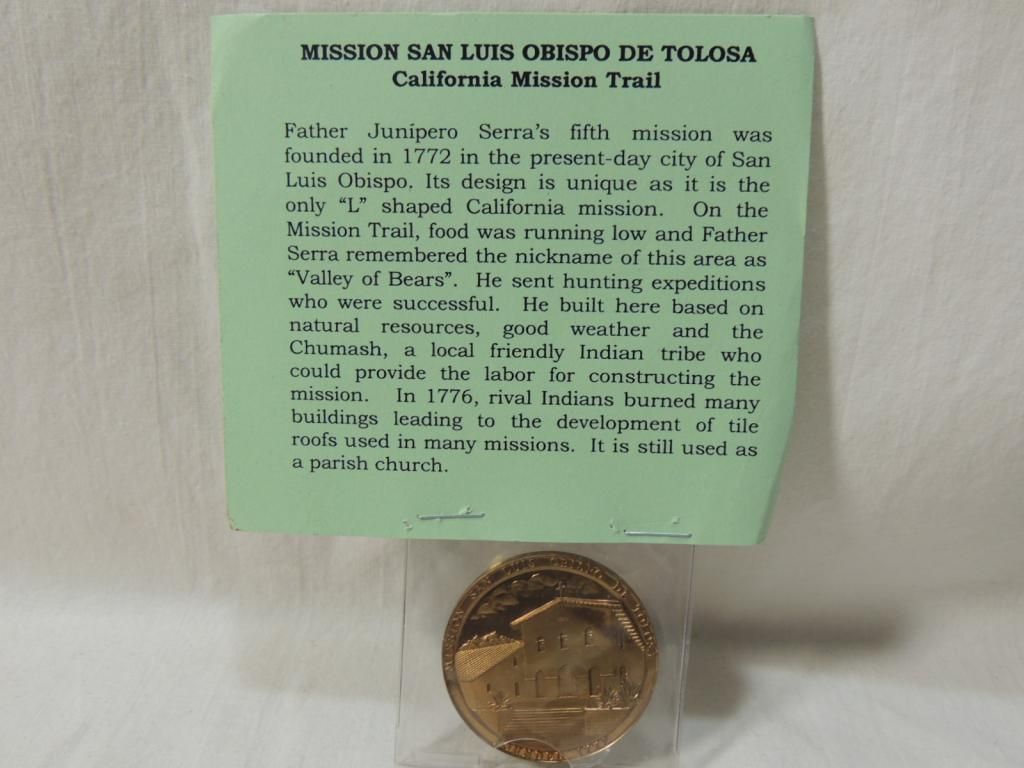 MISSION SAN LUIS OBISPO DE TOLOSA
California Mission Trail
Father Junípero Serra's fifth mission was
founded in 1772 in the present-day city of San
Luis Obispo. Its design is unique as it is the
only “L” shaped California mission. On the
Mission Trail, food was running low and Father
Serra remembered the nickname of this area as
“Valley of Bears”. He sent hunting expeditions
who were successful. He built here based on
natural resources, good weather and the
Chumash, a local friendly Indian tribe who
could provide the labor for constructing the
mission. In 1776, rival Indians burned many
buildings leading to the development of tile
roofs used in many missions. It is still used as
a parish church.
MISSION SAN LUIS OBISPO DE TOLOSA